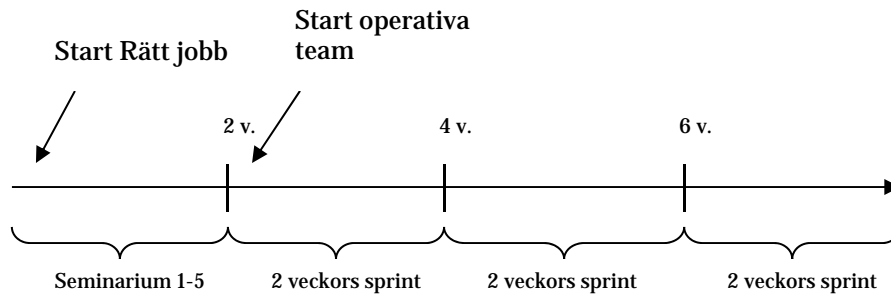 Start operativa
team
Start Rätt jobb
2 v.
4 v.
6 v.
Seminarium 1-5
2 veckors sprint
2 veckors sprint
2 veckors sprint